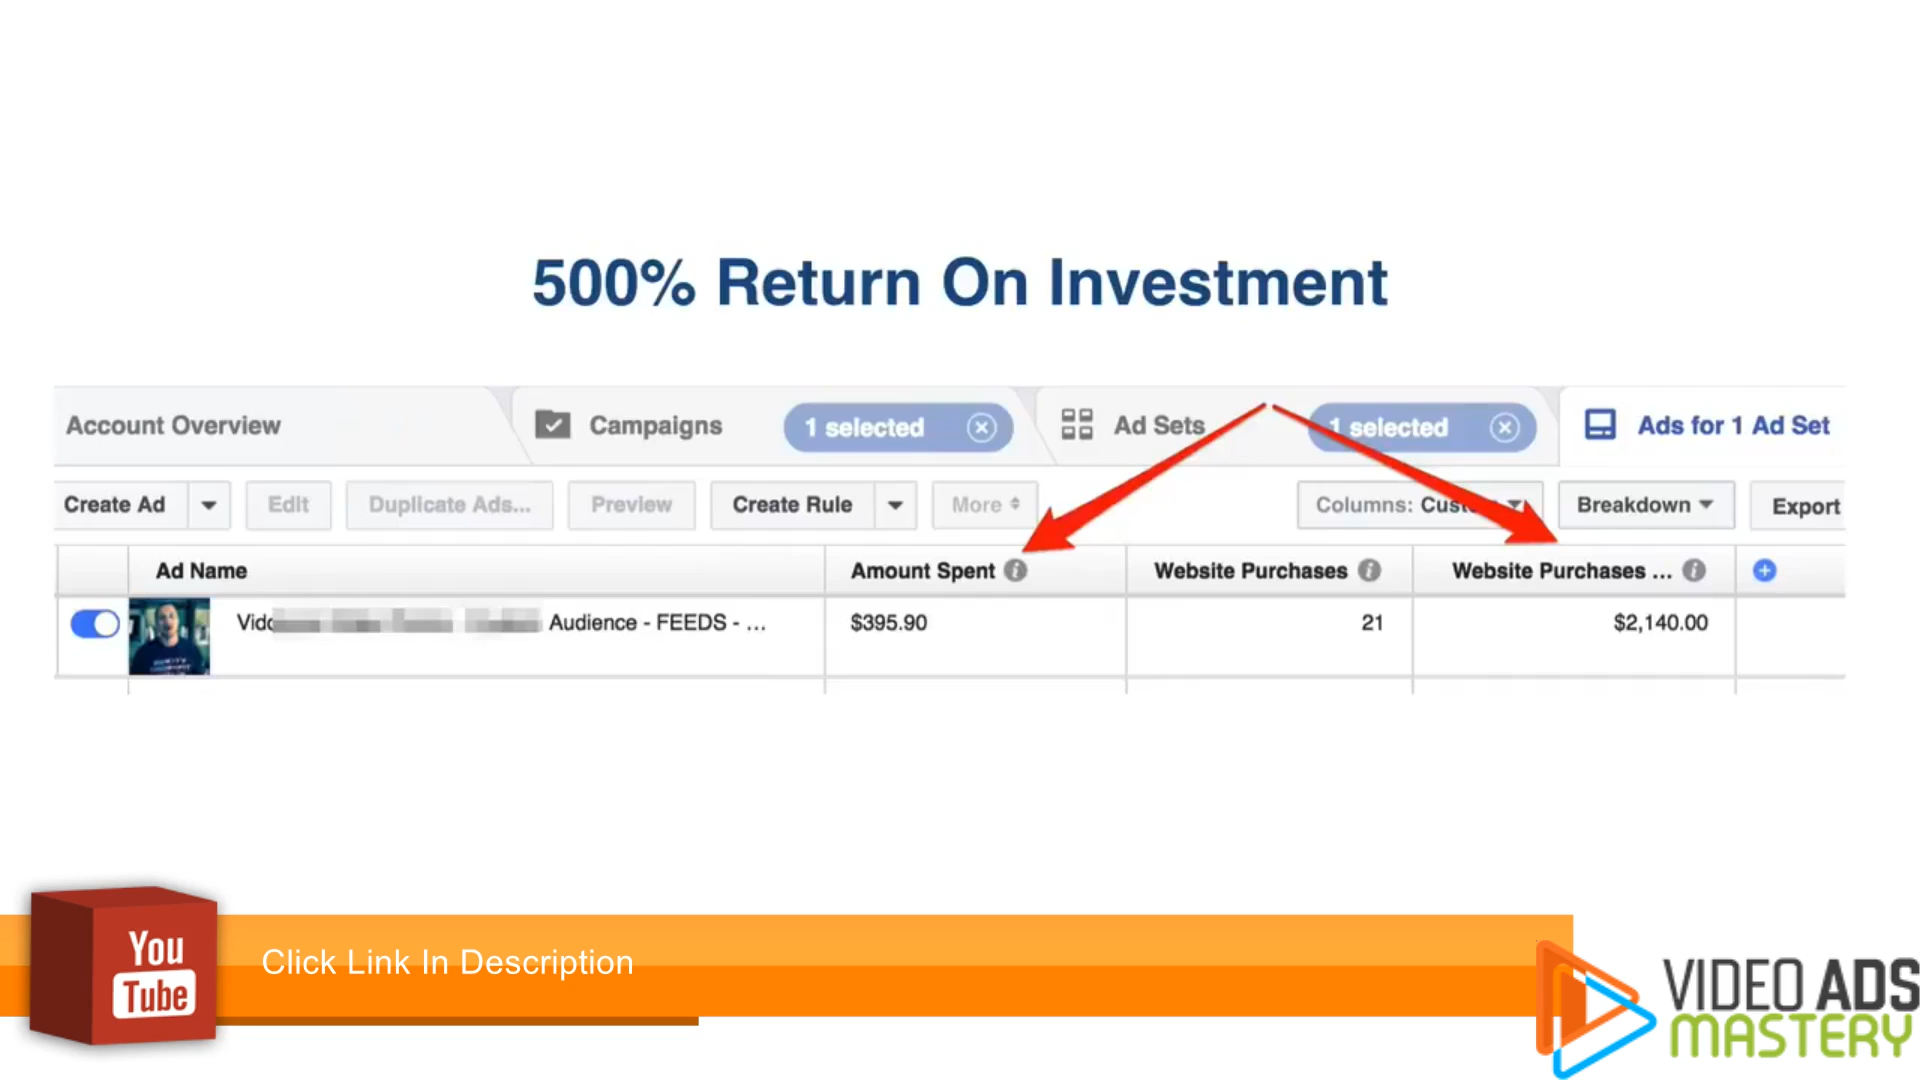 500% Return On Investment
Account Overview Campaigns 1 selected Ad Sets 1 selected Ads for 1 Ad Set
Create Ad Edit Duplicate Ads... Preview Create Rule More Columns: Breakdown Export
Ad Name Amount Spent Website Purchases Website Purchases ...
Audience - FEEDS - ... $395.90 21 $2,140.00
Click Link In Description
You
Tube
VIDEO ADS
MASTERY